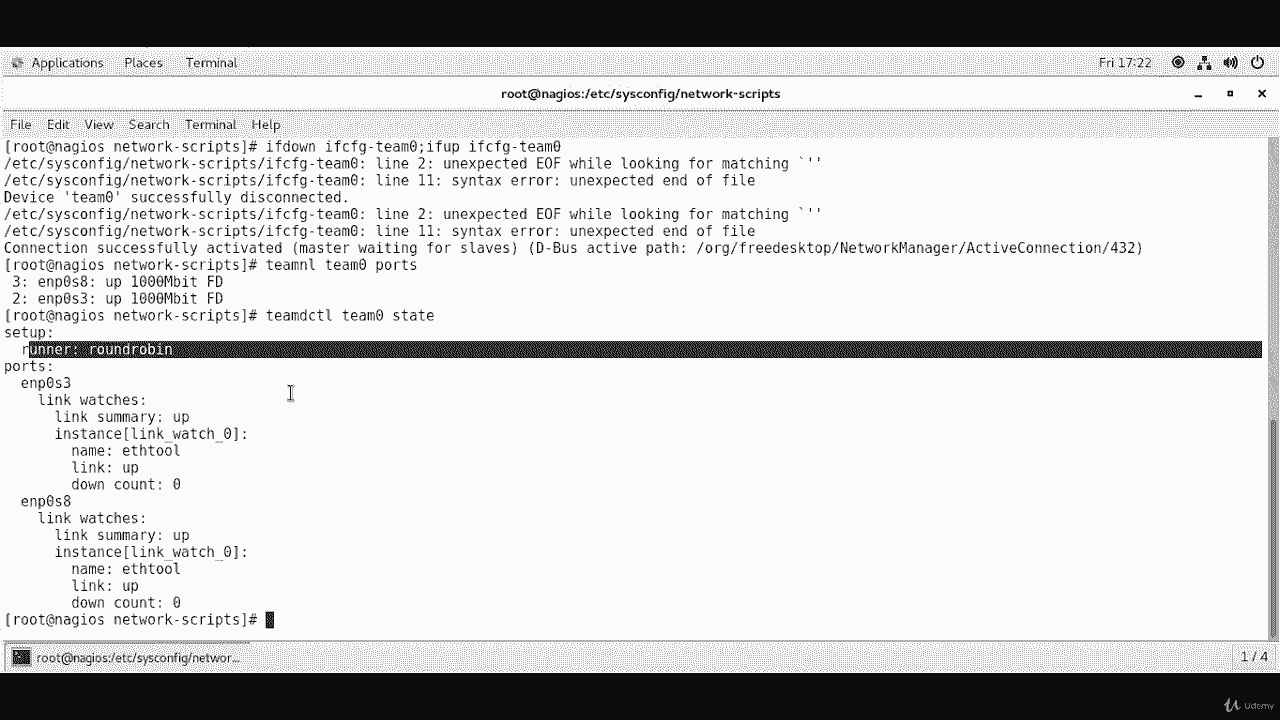 Applications Places Terminal Fri 17:22
root@nagios:/etc/sysconfig/network-scripts
File Edit View Search Terminal Help
[root@nagios network-scripts]# ifdown ifcfg-team0;ifup ifcfg-team0
/etc/sysconfig/network-scripts/ifcfg-team0: line 2: unexpected EOF while looking for matching `''
/etc/sysconfig/network-scripts/ifcfg-team0: line 11: syntax error: unexpected end of file
Device 'team0' successfully disconnected.
/etc/sysconfig/network-scripts/ifcfg-team0: line 2: unexpected EOF while looking for matching `''
/etc/sysconfig/network-scripts/ifcfg-team0: line 11: syntax error: unexpected end of file
Connection successfully activated (master waiting for slaves) (D-Bus active path: /org/freedesktop/NetworkManager/ActiveConnection/432)
[root@nagios network-scripts]# teamnl team0 ports
3: enp0s8: up 1000Mbit FD
2: enp0s3: up 1000Mbit FD
[root@nagios network-scripts]# teamdctl team0 state
setup:
runner: roundrobin
ports:
enp0s3
link watches:
link summary: up
instance[link_watch_0]:
name: ethtool
link: up
down count: 0
enp0s8
link watches:
link summary: up
instance[link_watch_0]:
name: ethtool
link: up
down count: 0
[root@nagios network-scripts]#
root@nagios:/etc/sysconfig/networ... 1 / 4
Udemy